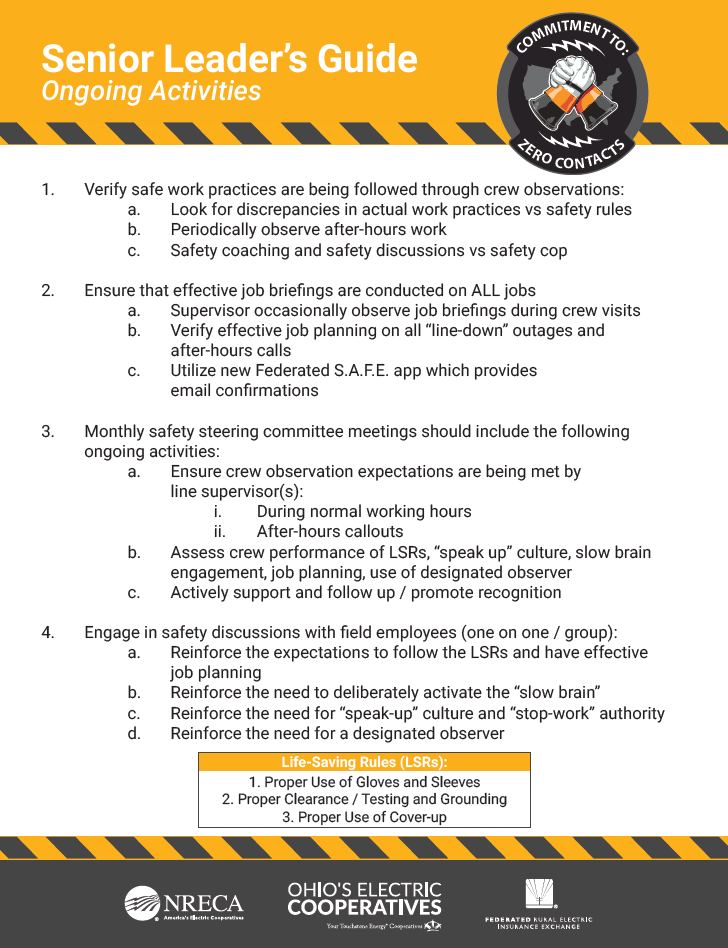 Senior Leader's Guide
Ongoing Activities
COMMITMENT TO:
ZERO CONTACTS
1. Verify safe work practices are being followed through crew observations:
a. Look for discrepancies in actual work practices vs safety rules
b. Periodically observe after-hours work
c. Safety coaching and safety discussions vs safety cop
2. Ensure that effective job briefings are conducted on ALL jobs
a. Supervisor occasionally observe job briefings during crew visits
b. Verify effective job planning on all “line-down” outages and
after-hours calls
c. Utilize new Federated S.A.F.E. app which provides
email confirmations
3. Monthly safety steering committee meetings should include the following
ongoing activities:
a. Ensure crew observation expectations are being met by
line supervisor(s):
i. During normal working hours
ii. After-hours callouts
b. Assess crew performance of LSRs, “speak up” culture, slow brain
engagement, job planning, use of designated observer
c. Actively support and follow up / promote recognition
4. Engage in safety discussions with field employees (one on one / group):
a. Reinforce the expectations to follow the LSRs and have effective
job planning
b. Reinforce the need to deliberately activate the “slow brain”
c. Reinforce the need for “speak-up” culture and “stop-work” authority
d. Reinforce the need for a designated observer
Life-Saving Rules (LSRs):
1. Proper Use of Gloves and Sleeves
2. Proper Clearance / Testing and Grounding
3. Proper Use of Cover-up
NRECA
America's Electric Cooperatives
OHIO'S ELECTRIC
COOPERATIVES
Your Touchstone Energy® Cooperatives
FEDERATED RURAL ELECTRIC
INSURANCE EXCHANGE